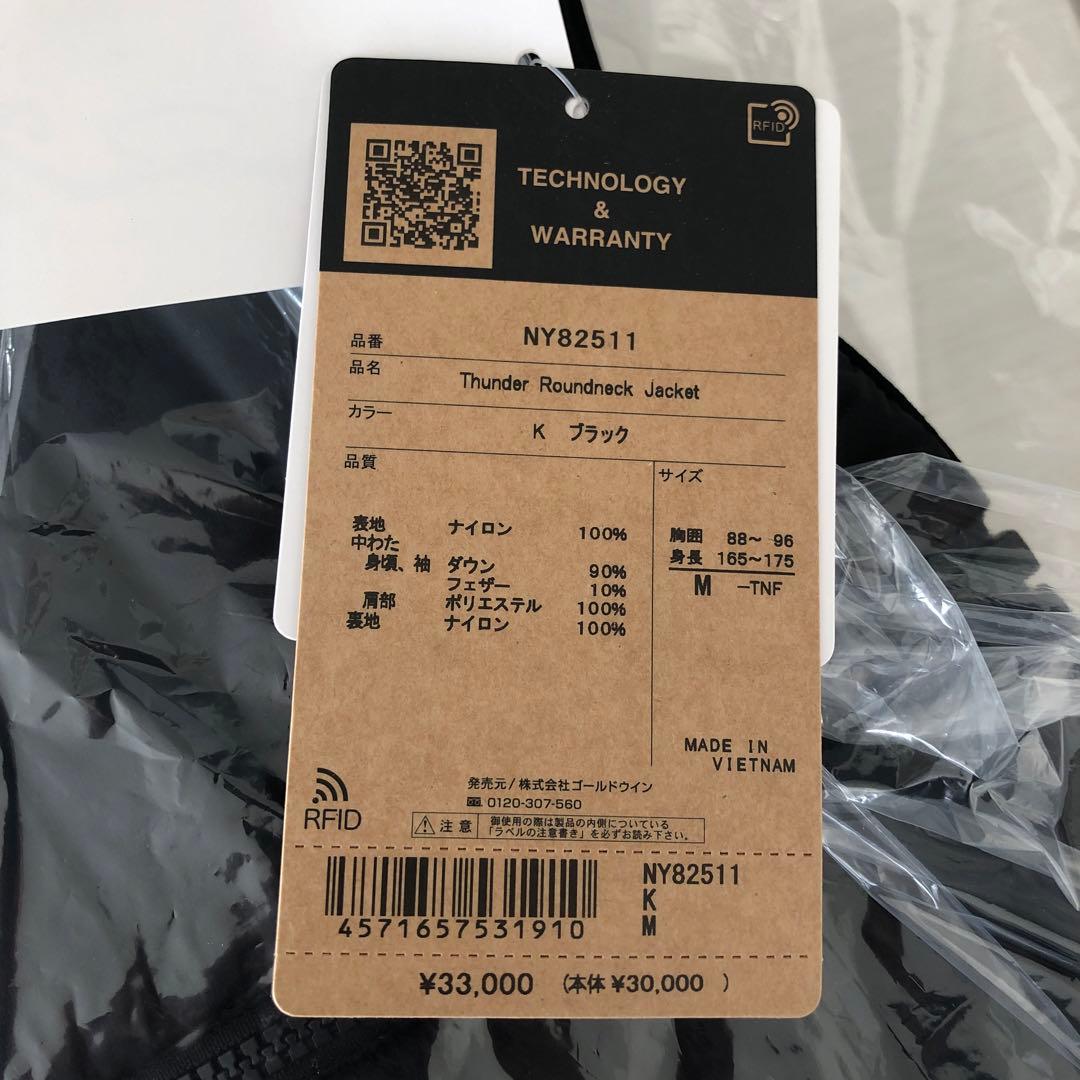 RFID
TECHNOLOGY
&
WARRANTY
品番 NY82511
品名 Thunder Roundneck Jacket
カラー K ブラック
品質
表地 ナイロン 100%
中わた
身頃、袖 ダウン 90%
フェザー 10%
肩部 ポリエステル 100%
裏地 ナイロン 100%
サイズ
胸囲 88～ 96
身長 165～175
M -TNF
MADE IN
VIETNAM
RFID
発売元/株式会社ゴールドウイン
0120-307-560
注意 御使用の際は製品の内側についている
「ラベルの注意書き」を必ずお読み下さい。
4571657531910
NY82511
K
M
¥33,000 (本体 ¥30,000 )